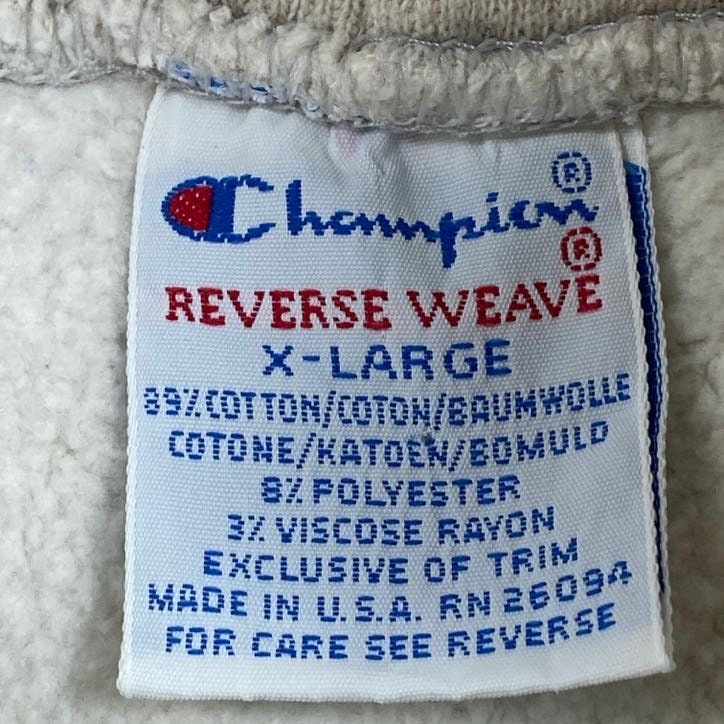 Champion®
REVERSE WEAVE®
X-LARGE
89% COTTON/COTON/BAUMWOLLE
COTONE/KATOEN/BOMULD
8% POLYESTER
3% VISCOSE RAYON
EXCLUSIVE OF TRIM
MADE IN U.S.A. RN 26094
FOR CARE SEE REVERSE